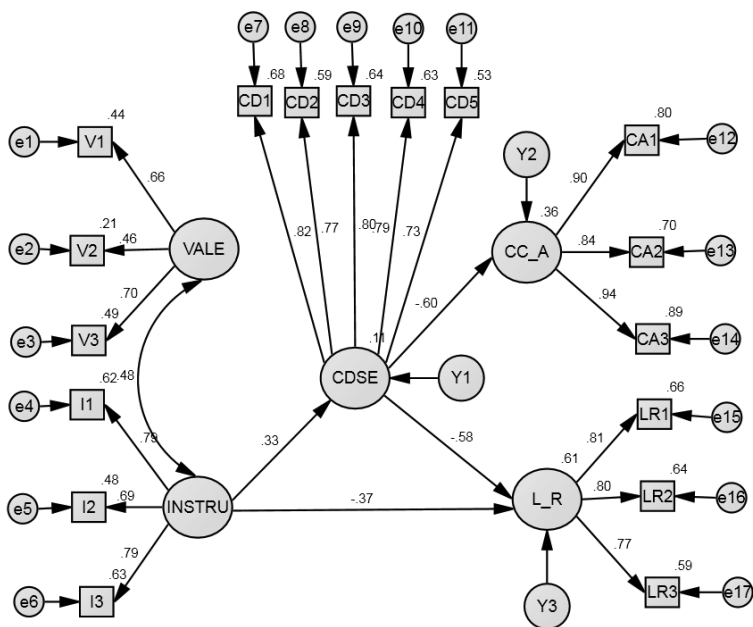 e7 e8 e9 e10 e11
.68 .59 .64 .63 .53
CD1 CD2 CD3 CD4 CD5
.44
e1 V1
.66
.21
e2 V2 .46 VALE
.70
.49
e3 V3
.82 .77 .80 .79 .73
Y2
.80
CA1 e12
.90
.36 .70
CC_A .84 CA2 e13
.94
.89
CA3 e14
-.60
.11
CDSE Y1
.62 .48
e4 I1
.79
.48
e5 I2 .69 INSTRU
.79
.63
e6 I3
.33
-.58
-.37
.66
LR1 e15
.81
.61 .64
L_R .80 LR2 e16
.77
.59
LR3 e17
Y3